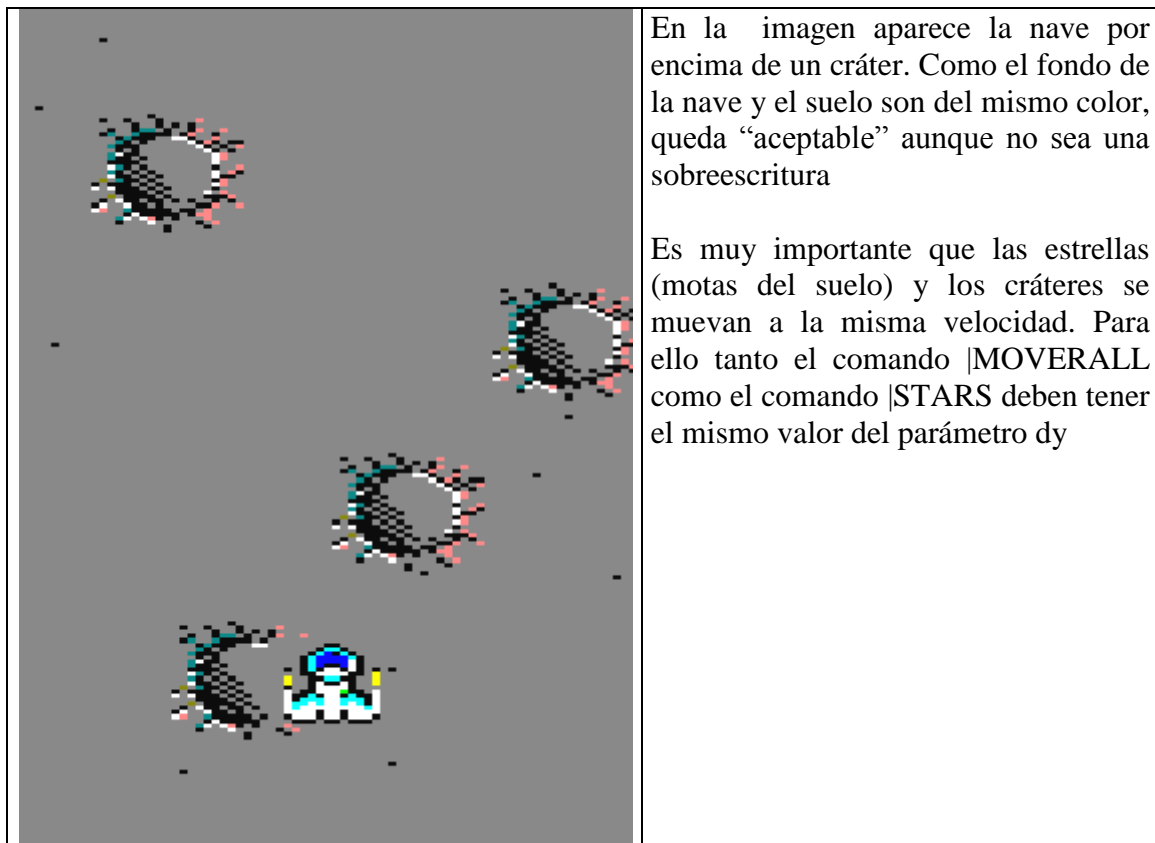 En la imagen aparece la nave por
encima de un cráter. Como el fondo de
la nave y el suelo son del mismo color,
queda “aceptable” aunque no sea una
sobreescritura
Es muy importante que las estrellas
(motas del suelo) y los cráteres se
muevan a la misma velocidad. Para
ello tanto el comando |MOVERALL
como el comando |STARS deben tener
el mismo valor del parámetro dy